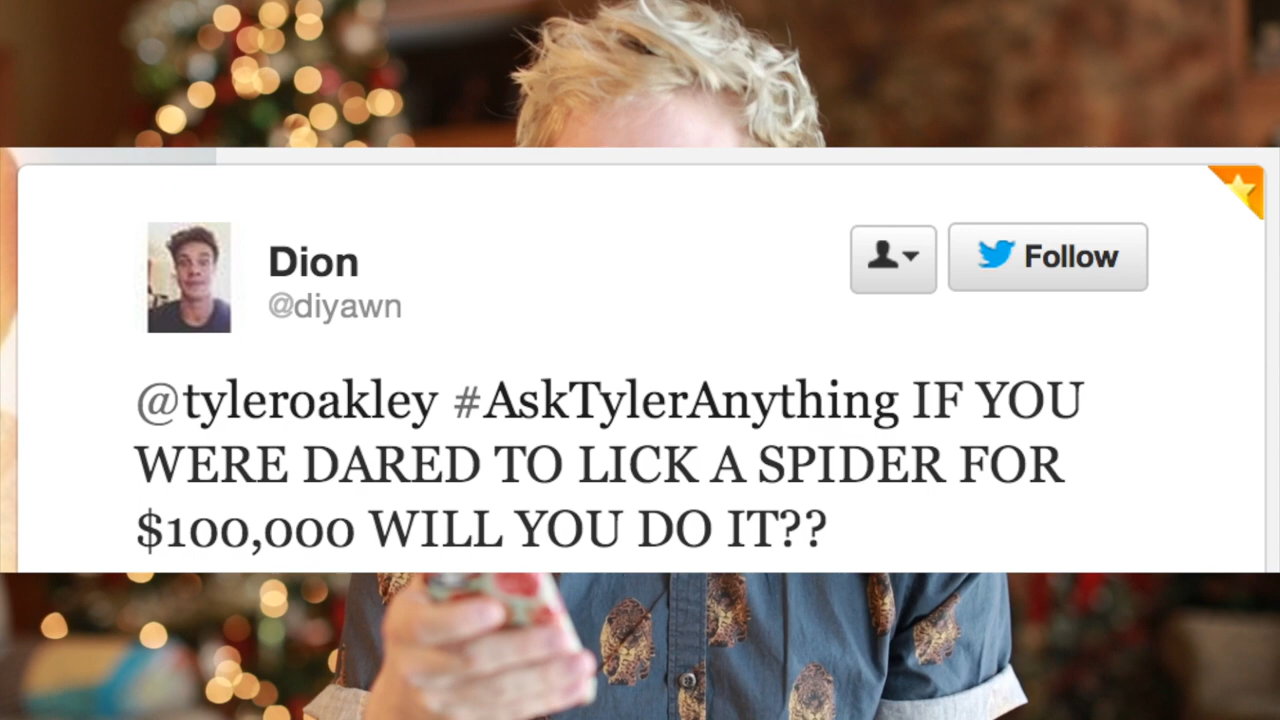 Dion
@diyawn
Follow
@tyleroakley #AskTylerAnything IF YOU
WERE DARED TO LICK A SPIDER FOR
$100,000 WILL YOU DO IT??